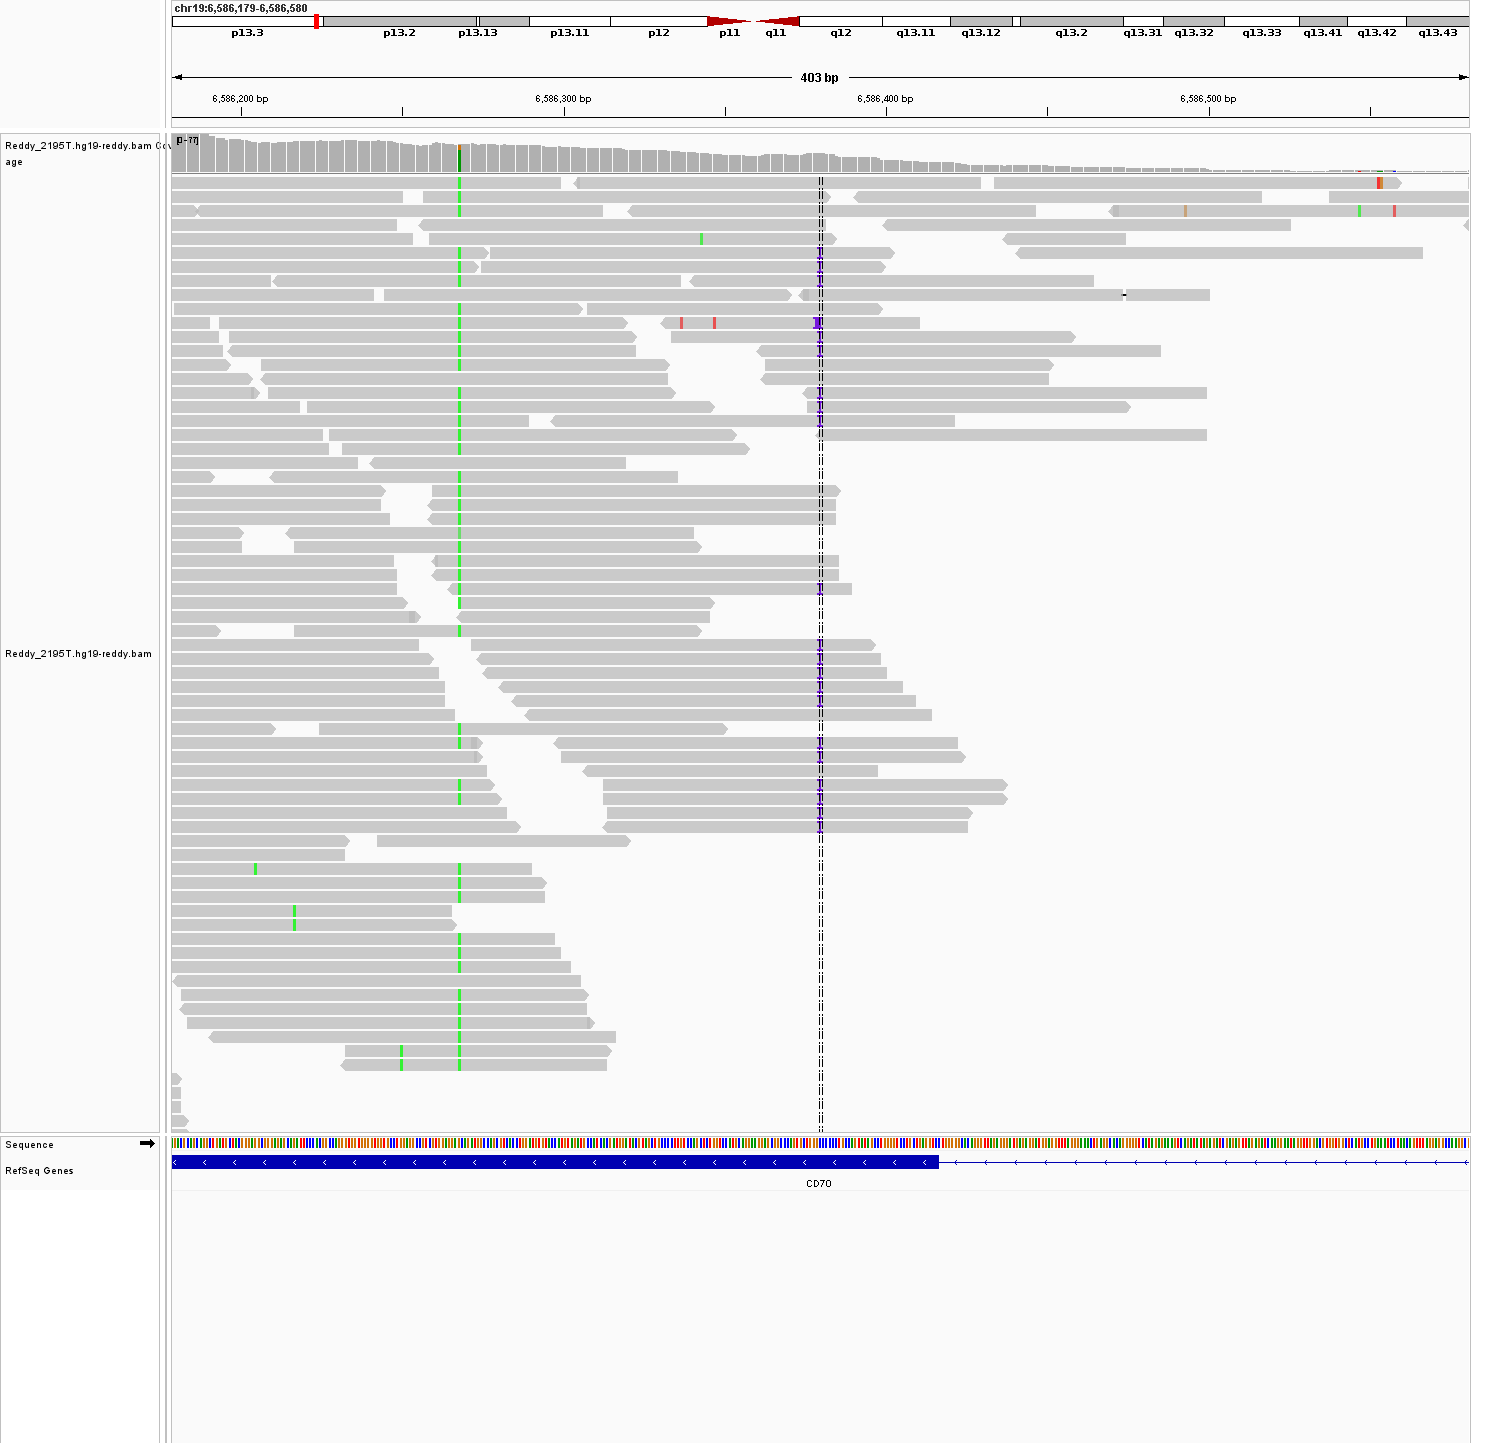 chr19:6,586,179-6,586,580
p13.3 p13.2 p13.13 p13.11 p12 p11 q11 q12 q13.11 q13.12 q13.2 q13.31 q13.32 q13.33 q13.41 q13.42 q13.43
403 bp
6,586,200 bp 6,586,300 bp 6,586,400 bp 6,586,500 bp
[0 - 77]
Reddy_2195T.hg19-reddy.bam Cov
age
Reddy_2195T.hg19-reddy.bam
Sequence
RefSeq Genes
CD70